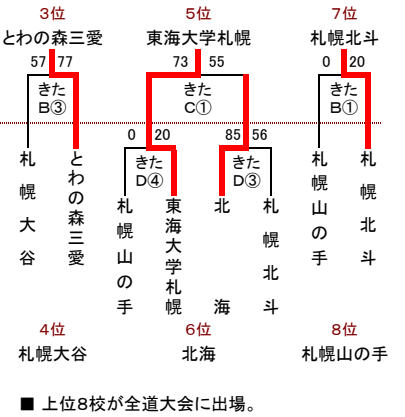 3位 5位 7位
とわの森三愛 東海大学札幌 札幌北斗
57 77 73 55 0 20
きた きた きた
B③ C① B①
0 20 85 56
きた きた
D④ D③
札幌大谷 とわの森三愛 札幌山の手 東海大学札幌 北海 札幌北斗 札幌山の手 札幌北斗
4位 6位 8位
札幌大谷 北海 札幌山の手
■ 上位8校が全道大会に出場。